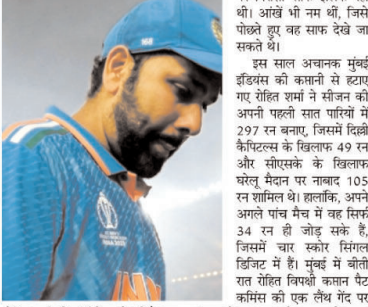 थीं। आंखें भी नम थीं, जिसे
पोछते हुए वह साफ देखे जा
सकते थे।
इस साल अचानक मुंबई
इंडियंस की कप्तानी से हटाए
गए रोहित शर्मा ने सीजन की
अपनी पहली सात पारियों में
297 रन बनाए, जिसमें दिल्ली
कैपिटल्स के खिलाफ 49 रन
और सीएसके के खिलाफ
घरेलू मैदान पर नाबाद 105
रन शामिल थे। हालांकि, अपने
अगले पांच मैच में वह सिर्फ
34 रन ही जोड़ सके हैं,
जिसमें चार स्कोर सिंगल
डिजिट में हैं। मुंबई में बीती
रात रोहित विपक्षी कप्तान पैट
कमिंस की एक धीमी गेंद पर